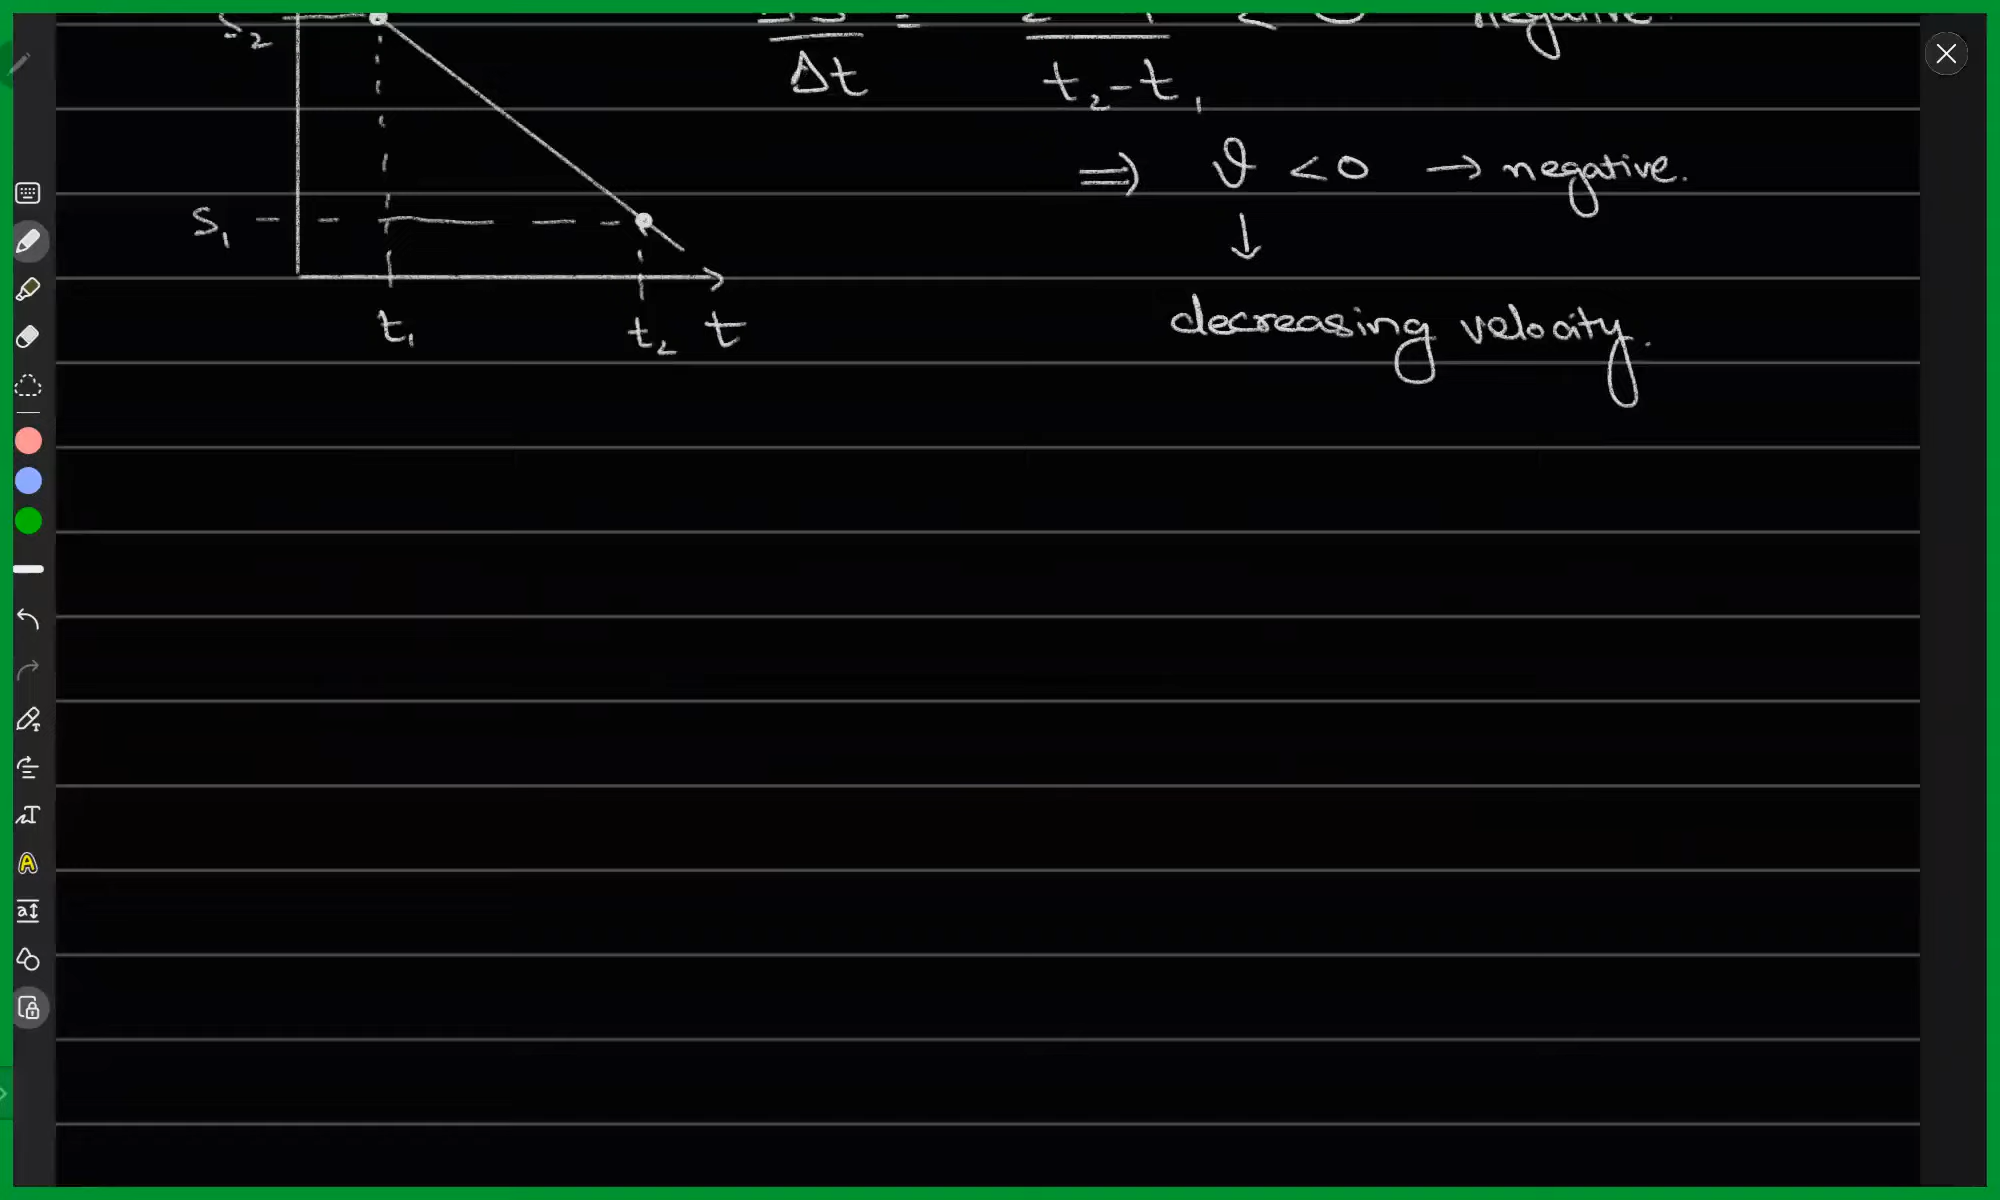 S₂
Δt t₂-t₁
=> v < 0 → negative.
S₁
↓
decreasing velocity.
t₁ t₂ t